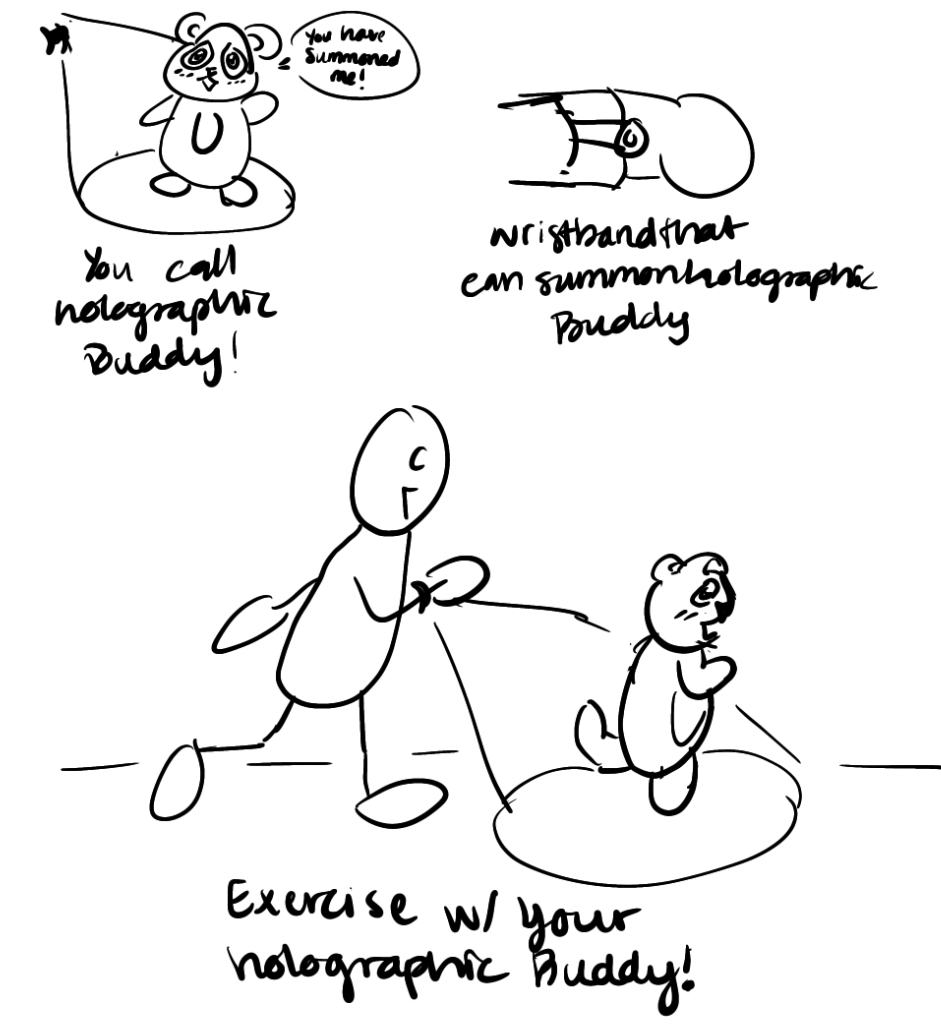 You have
Summoned
me!
You call
holographic
Buddy!
wristband that
can summon holographic
Buddy
Exercise w/ your
holographic Buddy!